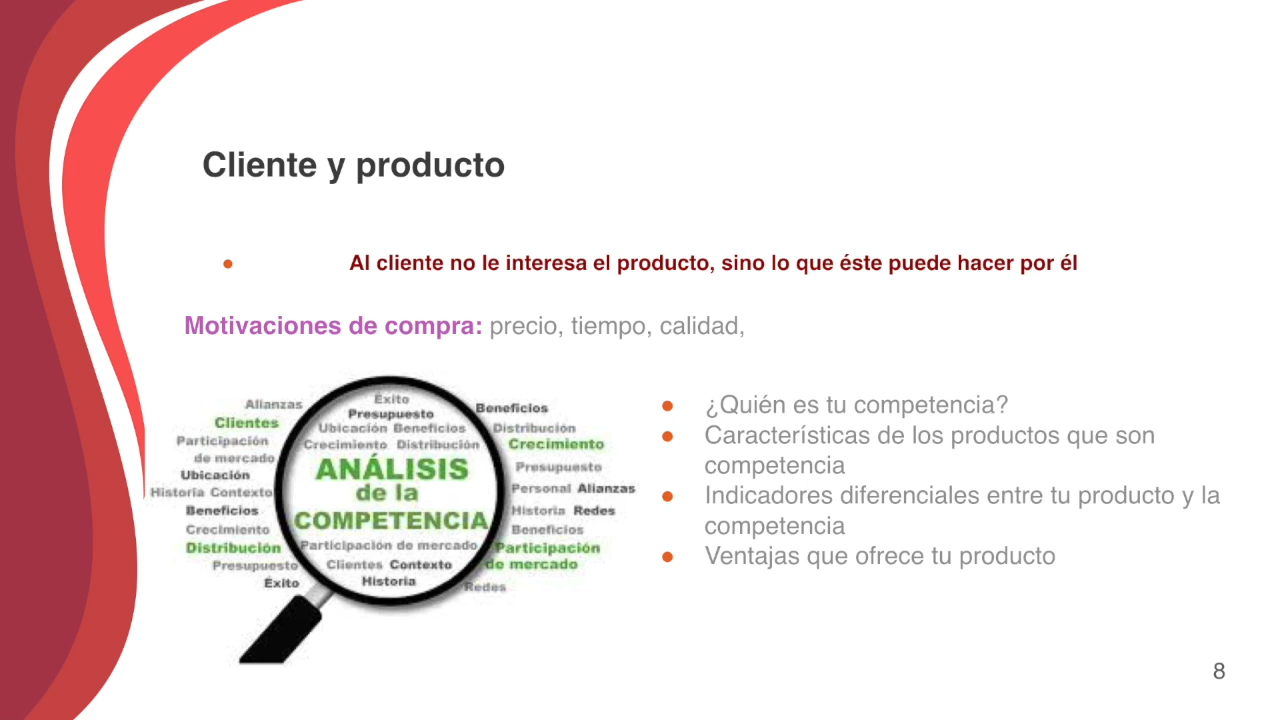 Cliente y producto
● Al cliente no le interesa el producto, sino lo que éste puede hacer por él
Motivaciones de compra: precio, tiempo, calidad,
Alianzas
Clientes
Participación
de mercado
Ubicación
Historia Contexto
Beneficios
Crecimiento
Distribución
Presupuesto
Éxito
Éxito
Presupuesto
Ubicación Beneficios
Crecimiento Distribución
ANÁLISIS
de la
COMPETENCIA
Participación de mercado
Clientes Contexto
Historia
Beneficios
Distribución
Crecimiento
Presupuesto
Personal Alianzas
Historia Redes
Beneficios
Participación
de mercado
Redes
● ¿Quién es tu competencia?
● Características de los productos que son
competencia
● Indicadores diferenciales entre tu producto y la
competencia
● Ventajas que ofrece tu producto
8